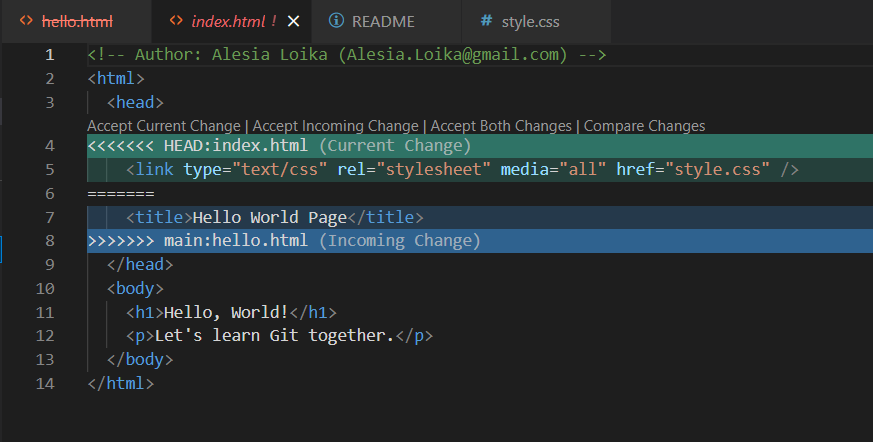 <> hello.html <> index.html ! × ⓘ README # style.css
1 <!-- Author: Alesia Loika (Alesia.Loika@gmail.com) -->
2 <html>
3 <head>
Accept Current Change | Accept Incoming Change | Accept Both Changes | Compare Changes
4 <<<<<<< HEAD:index.html (Current Change)
5 <link type="text/css" rel="stylesheet" media="all" href="style.css" />
6 =======
7 <title>Hello World Page</title>
8 >>>>>>> main:hello.html (Incoming Change)
9 </head>
10 <body>
11 <h1>Hello, World!</h1>
12 <p>Let's learn Git together.</p>
13 </body>
14 </html>